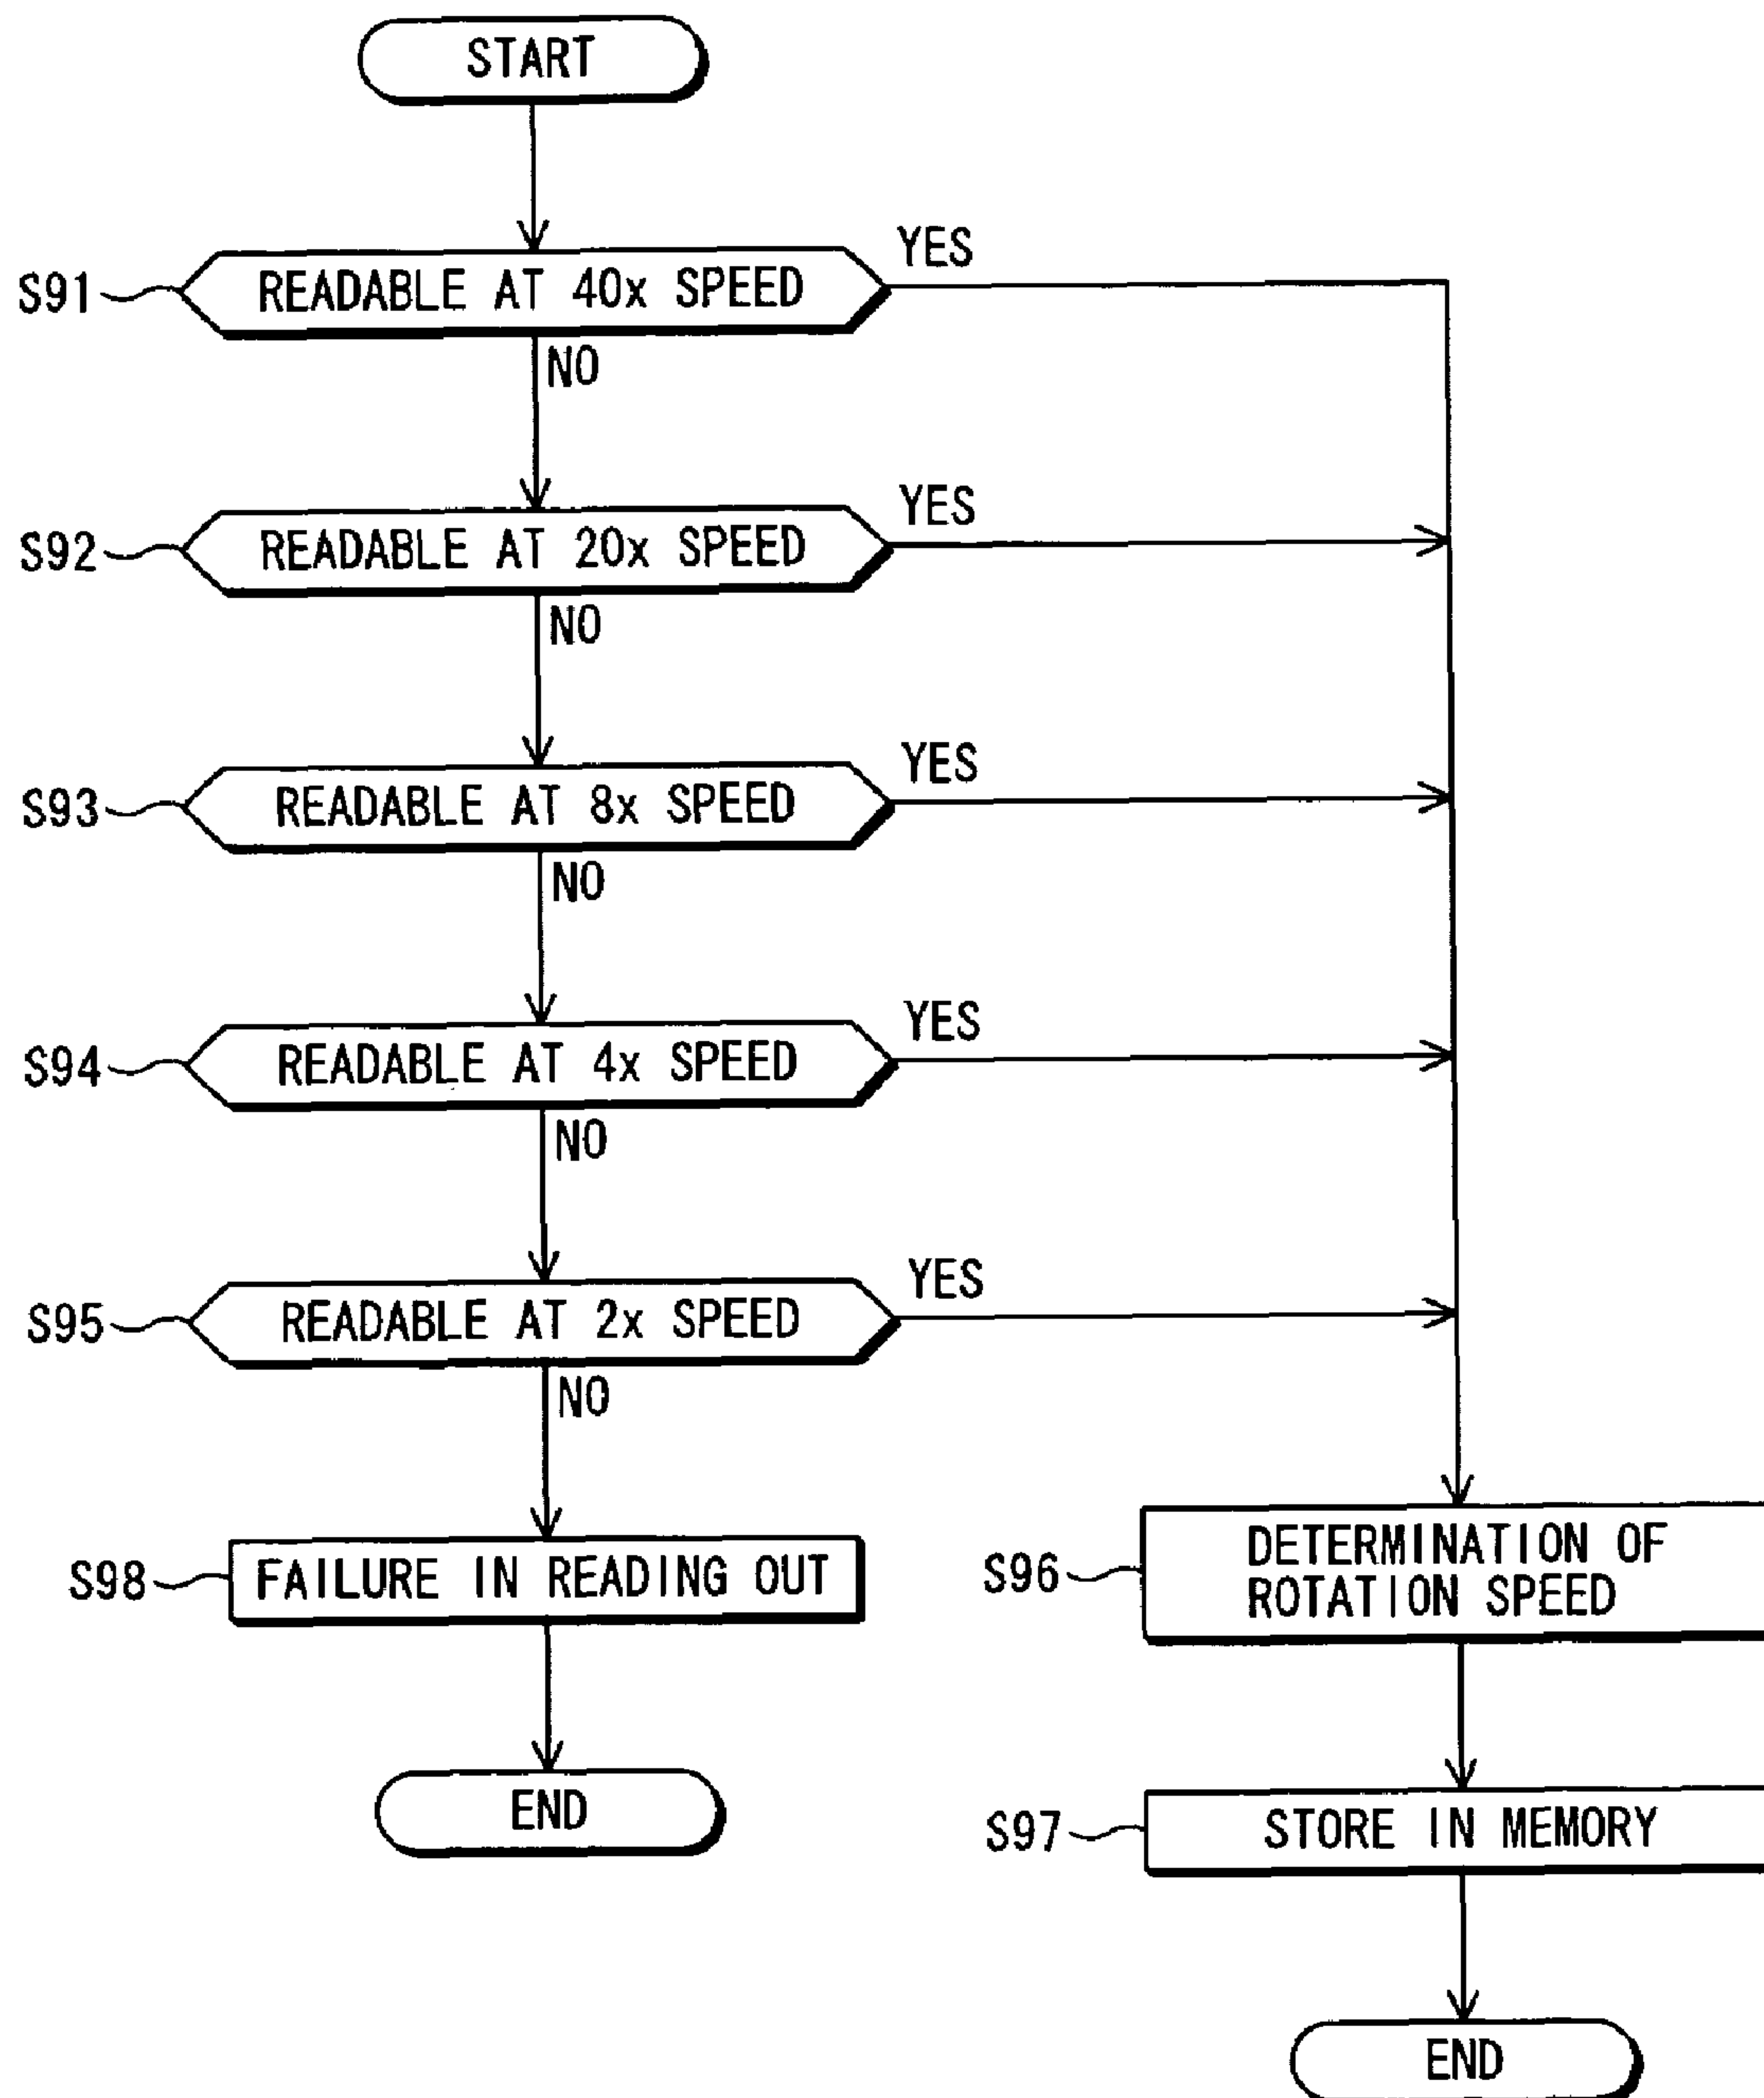 START
S91
READABLE AT 40x SPEED
YES
NO
S92
READABLE AT 20x SPEED
YES
NO
S93
READABLE AT 8x SPEED
YES
NO
S94
READABLE AT 4x SPEED
YES
NO
S95
READABLE AT 2x SPEED
YES
NO
S98
FAILURE IN READING OUT
END
S96
DETERMINATION OF
ROTATION SPEED
S97
STORE IN MEMORY
END